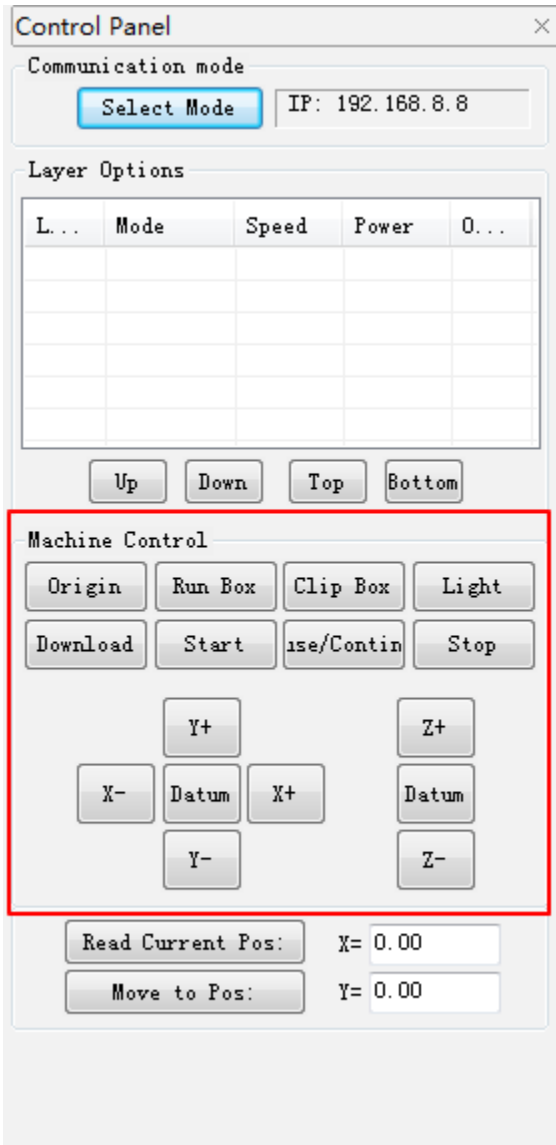 Control Panel
Communication mode
Select Mode IP: 192.168.8.8
Layer Options
L... Mode Speed Power O...
Up Down Top Bottom
Machine Control
Origin Run Box Clip Box Light
Download Start ise/Contin Stop
Y+ Z+
X- Datum X+ Datum
Y- Z-
Read Current Pos: X= 0.00
Move to Pos: Y= 0.00